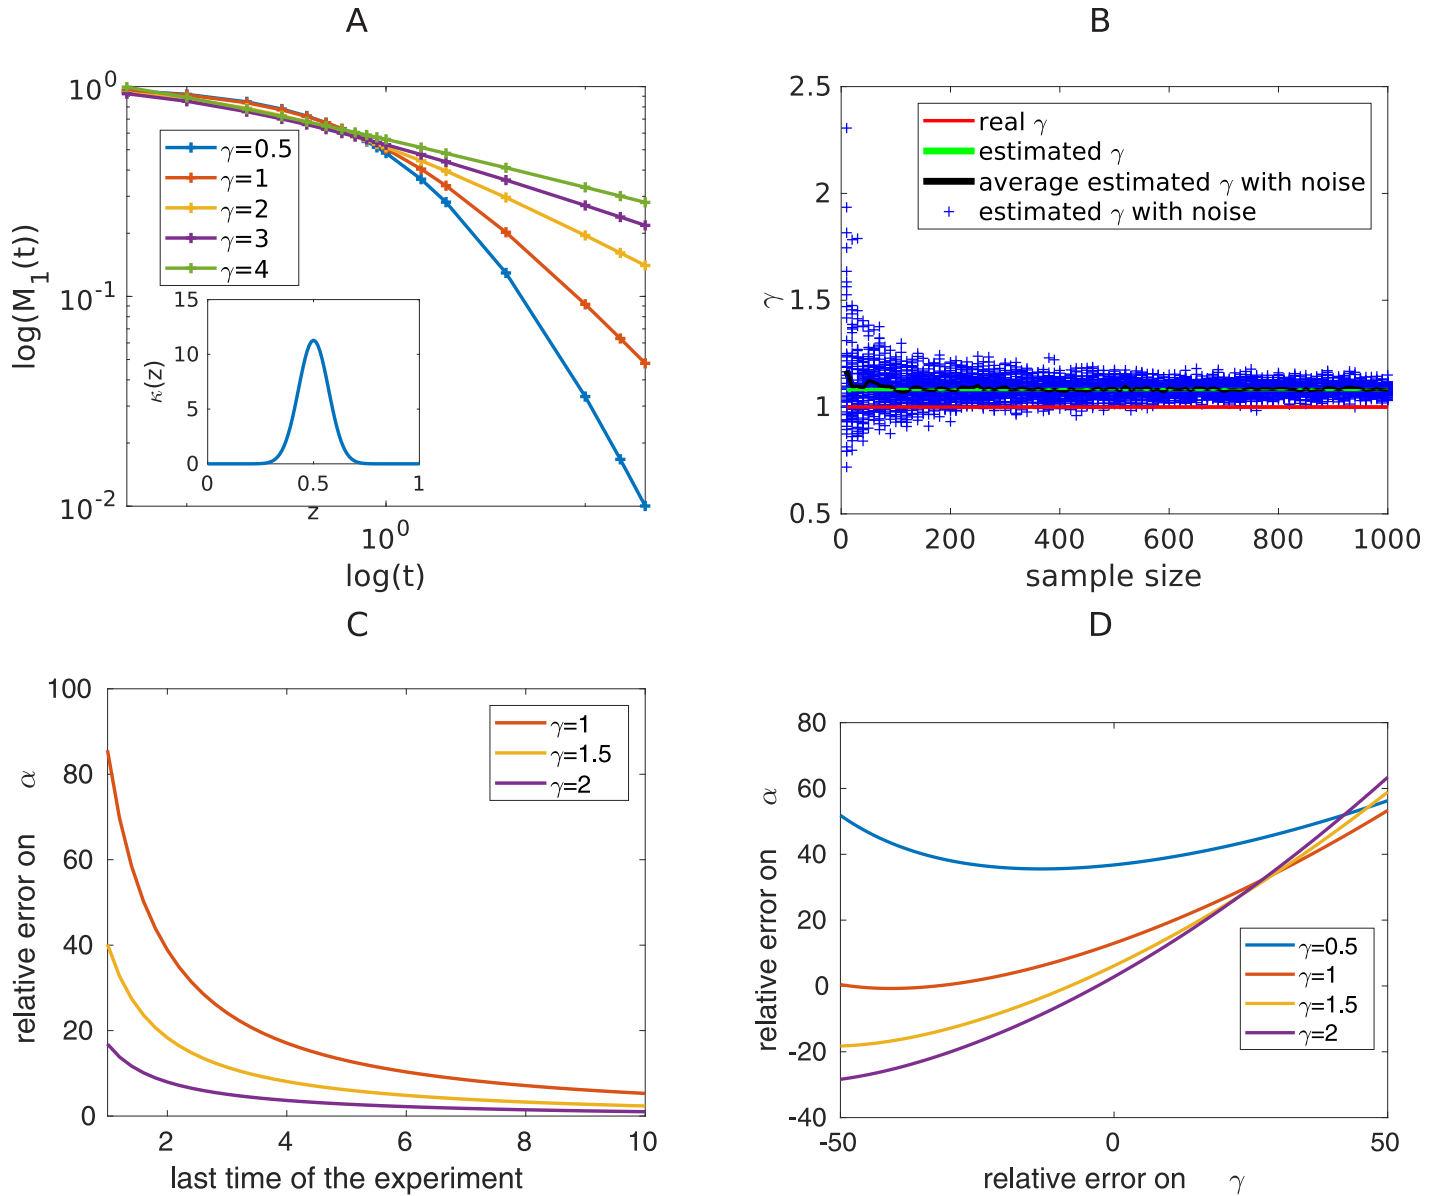 A
log(M_1(t))
10^0
10^-1
10^-2
γ=0.5
γ=1
γ=2
γ=3
γ=4
κ(z)
15
10
5
0
0 0.5 1
z
10^0
log(t)
B
γ
2.5
2
1.5
1
0.5
real γ
estimated γ
average estimated γ with noise
estimated γ with noise
0 200 400 600 800 1000
sample size
C
relative error on α
100
80
60
40
20
0
γ=1
γ=1.5
γ=2
2 4 6 8 10
last time of the experiment
D
relative error on α
80
60
40
20
0
-20
-40
γ=0.5
γ=1
γ=1.5
γ=2
-50 0 50
relative error on γ